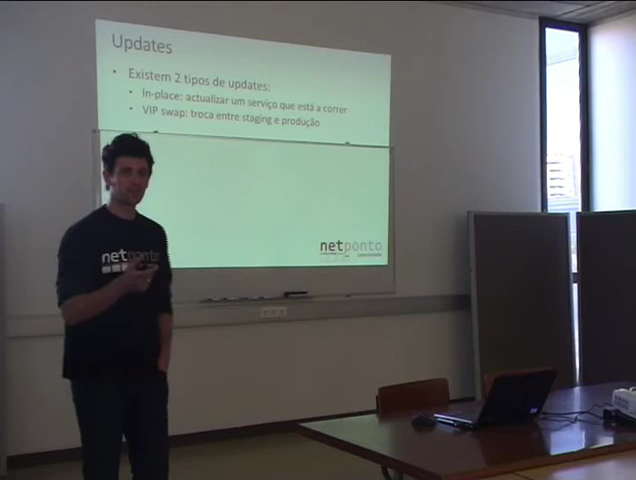 Updates
• Existem 2 tipos de updates:
• In-place: actualizar um serviço que está a correr
• VIP swap: troca entre staging e produção
netponto
netponto
comunidade